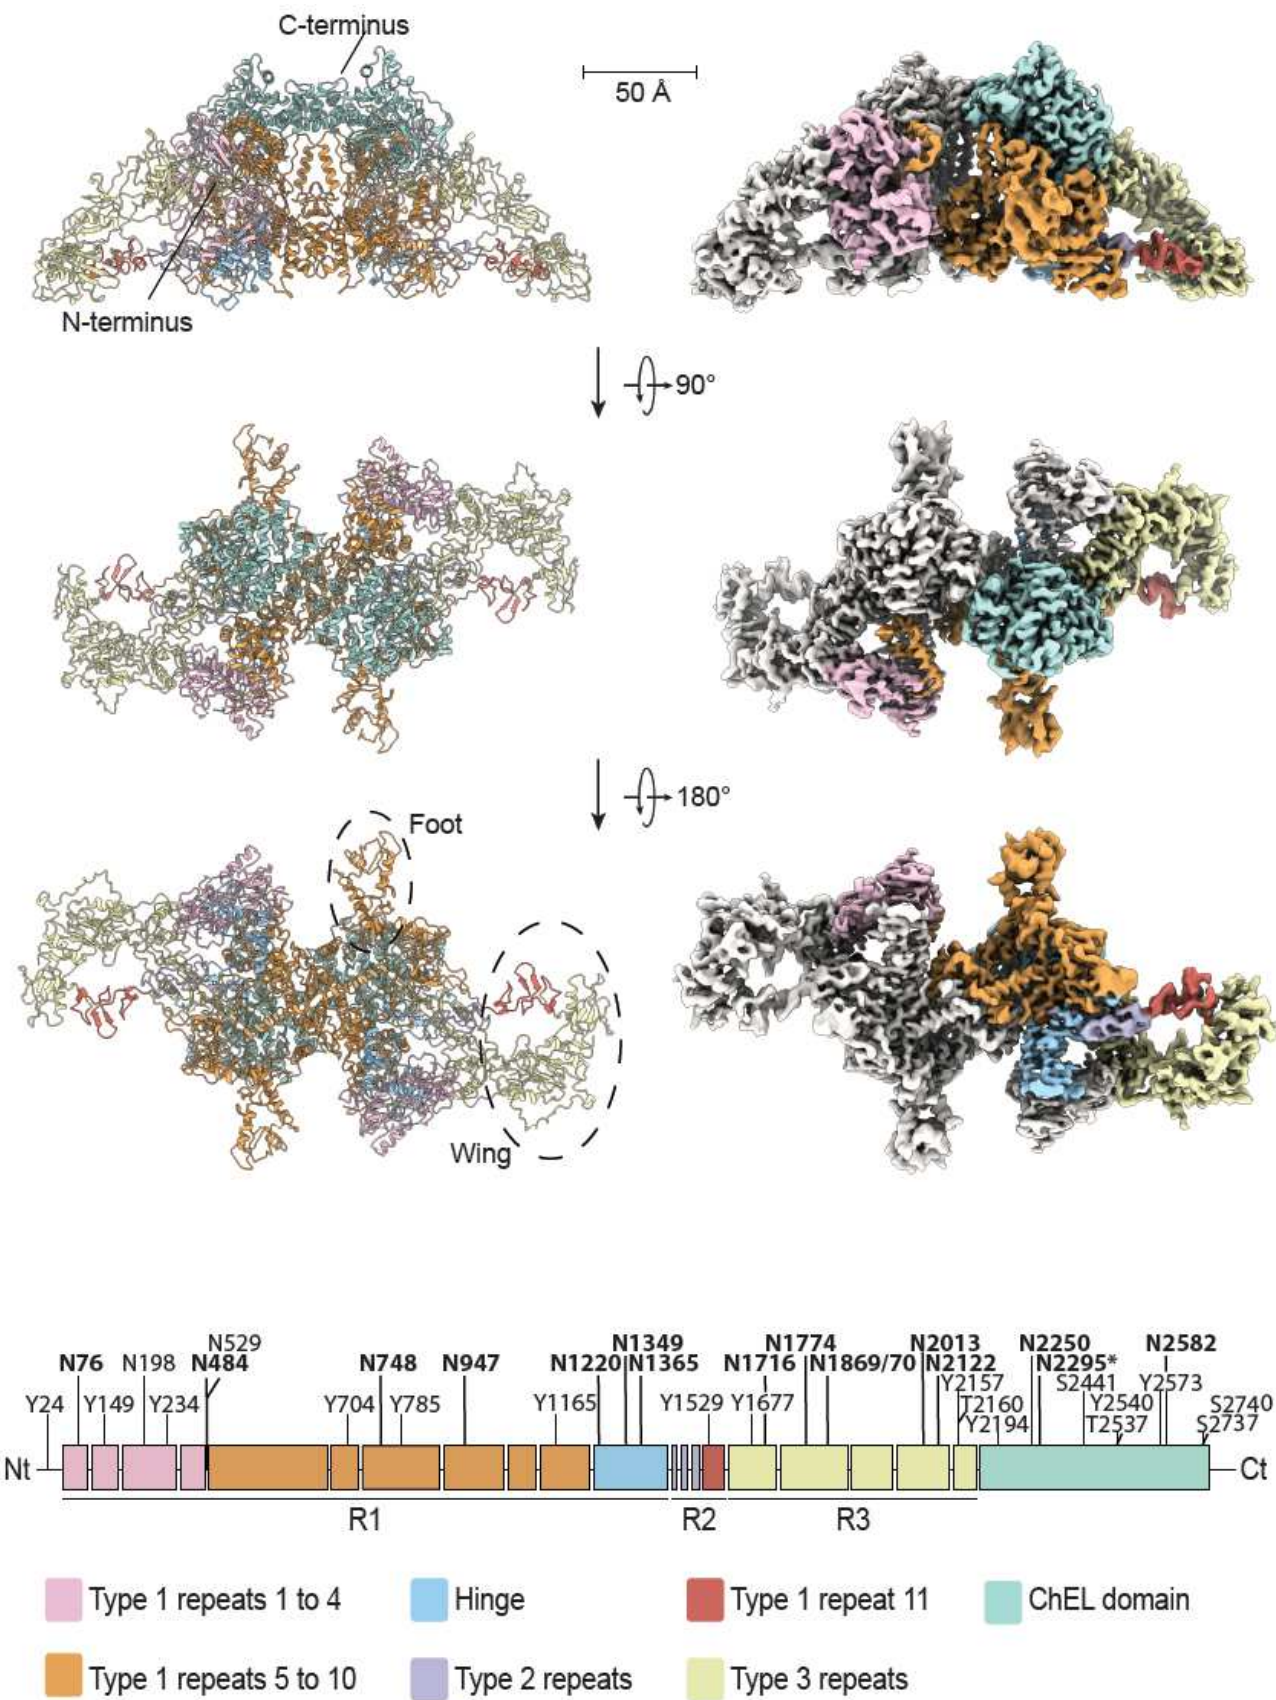 C-terminus
50 Å
N-terminus
90°
180°
Foot
Wing
N529 N1349 N1774 N2013 N2250 N2582
N76 N198 N484 N748 N947 N1220 N1365 N1716 N1869/70 N2122 N2295*
Y2157 S2441 Y2573
Y24 Y149 Y234 Y704 Y785 Y1165 Y1529 Y1677 T2160 Y2540 S2740
Y2194 T2537 S2737
Nt Ct
R1 R2 R3
Type 1 repeats 1 to 4 Hinge Type 1 repeat 11 ChEL domain
Type 1 repeats 5 to 10 Type 2 repeats Type 3 repeats